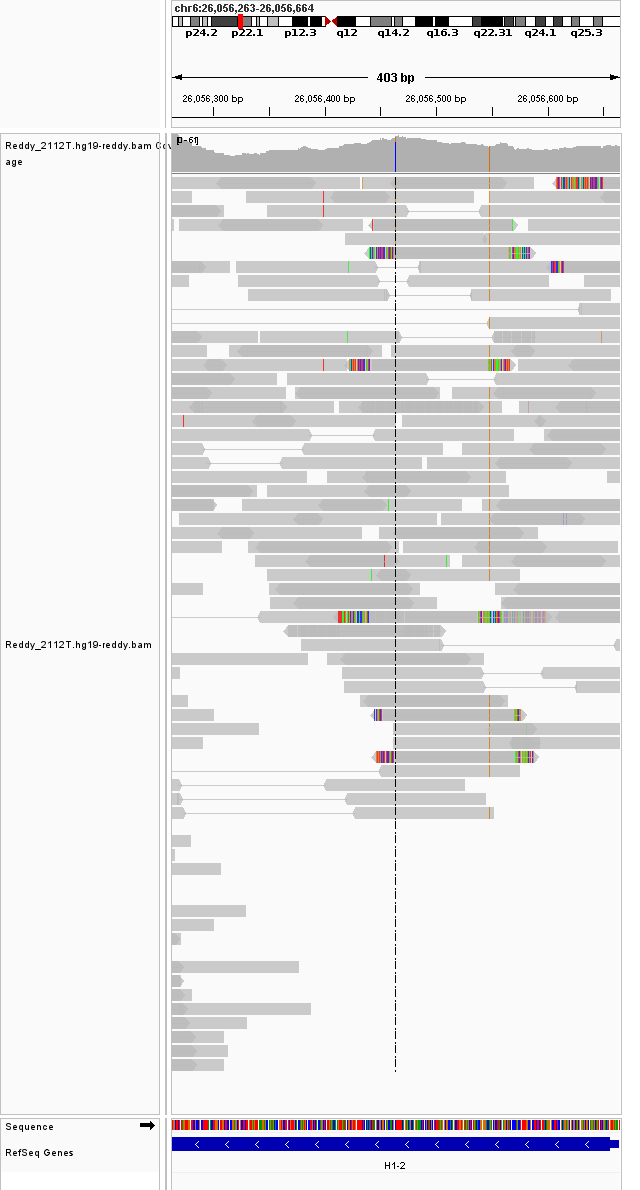 chr6:26,056,263-26,056,664
p24.2 p22.1 p12.3 q12 q14.2 q16.3 q22.31 q24.1 q25.3
403 bp
26,056,300 bp 26,056,400 bp 26,056,500 bp 26,056,600 bp
[0-61]
Reddy_2112T.hg19-reddy.bam Co
age
Reddy_2112T.hg19-reddy.bam
Sequence
RefSeq Genes
H1-2